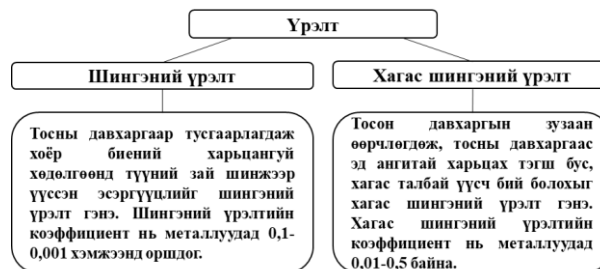 Үрэлт
Шингэний үрэлт
Хагас шингэний үрэлт
Тосны давхаргаар тусгаарлагдаж
хоёр биений харьцангуй
хөдөлгөөнд түүний зай шинжээр
үүссэн эсэргүүцлийг шингэний
үрэлт гэнэ. Шингэний үрэлтийн
коэффициент нь металлуудад 0,1-
0,001 хэмжээнд оршдог.
Тосон давхаргын зузаан
өөрчлөгдөж, тосны давхаргаас
эд ангитай харьцах тэгш бус,
хагас талбай үүсч бий болохыг
хагас шингэний үрэлт гэнэ.
Хагас шингэний үрэлтийн
коэффициент нь металлуудад
0,01-0,5 байна.